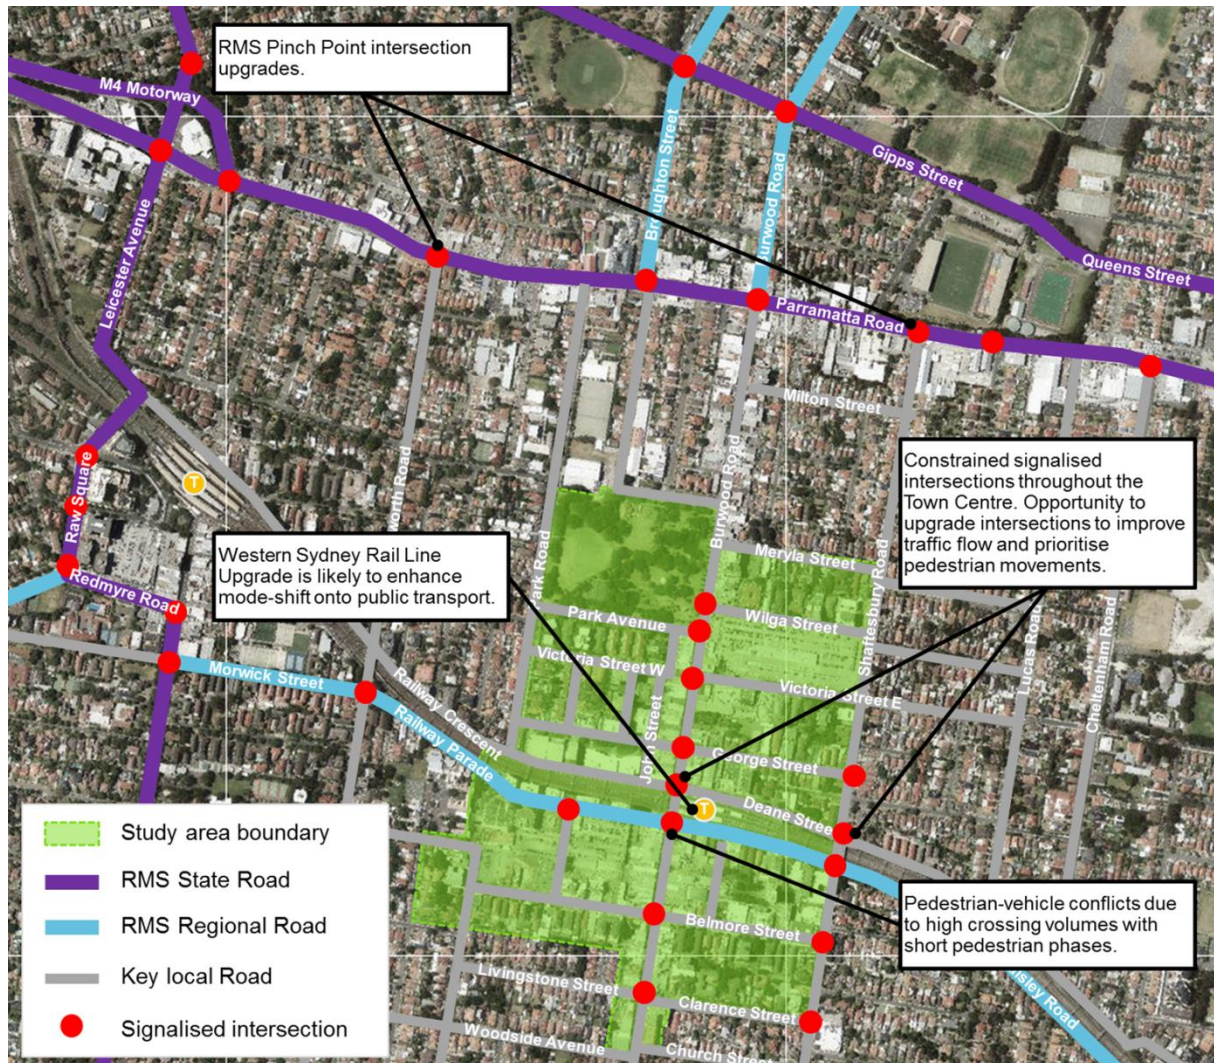 RMS Pinch Point intersection
upgrades.
M4 Motorway
Gipps Street
Broughton Street
Burwood Road
Leicester Avenue
Queens Street
Parramatta Road
Milton Street
Constrained signalised
intersections throughout the
Town Centre. Opportunity to
upgrade intersections to improve
traffic flow and prioritise
pedestrian movements.
Raw Square
T
Burwood Road
Western Sydney Rail Line
Upgrade is likely to enhance
mode-shift onto public transport.
Meryla Street
Redmyre Road
Park Road
Park Avenue
Wilga Street
Shaftesbury Road
Lucas Road
Cheltenham Road
Victoria Street W
Victoria Street E
Morwick Street
Railway Crescent
Railway Parade
John Street
George Street
T
Deane Street
Study area boundary
RMS State Road
RMS Regional Road
Key local Road
Signalised intersection
Pedestrian-vehicle conflicts due
to high crossing volumes with
short pedestrian phases.
Belmore Street
Livingstone Street
Clarence Street
Woodside Avenue
Church Street
Road